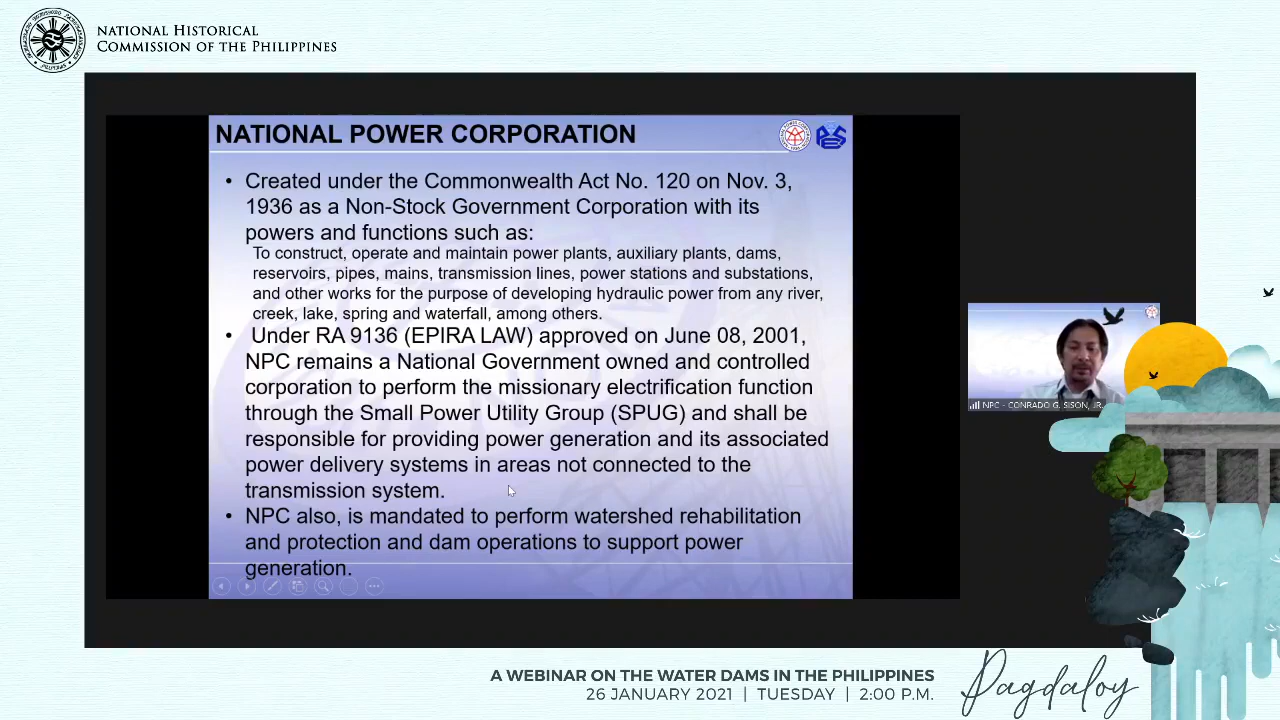 NATIONAL HISTORICAL
COMMISSION OF THE PHILIPPINES
NATIONAL POWER CORPORATION
• Created under the Commonwealth Act No. 120 on Nov. 3,
1936 as a Non-Stock Government Corporation with its
powers and functions such as:
To construct, operate and maintain power plants, auxiliary plants, dams,
reservoirs, pipes, mains, transmission lines, power stations and substations,
and other works for the purpose of developing hydraulic power from any river,
creek, lake, spring and waterfall, among others.
• Under RA 9136 (EPIRA LAW) approved on June 08, 2001,
NPC remains a National Government owned and controlled
corporation to perform the missionary electrification function
through the Small Power Utility Group (SPUG) and shall be
responsible for providing power generation and its associated
power delivery systems in areas not connected to the
transmission system.
• NPC also, is mandated to perform watershed rehabilitation
and protection and dam operations to support power
generation.
NPC - CONRADO G. SISON, JR.
A WEBINAR ON THE WATER DAMS IN THE PHILIPPINES
26 JANUARY 2021 | TUESDAY | 2:00 P.M.
Pagdaloy